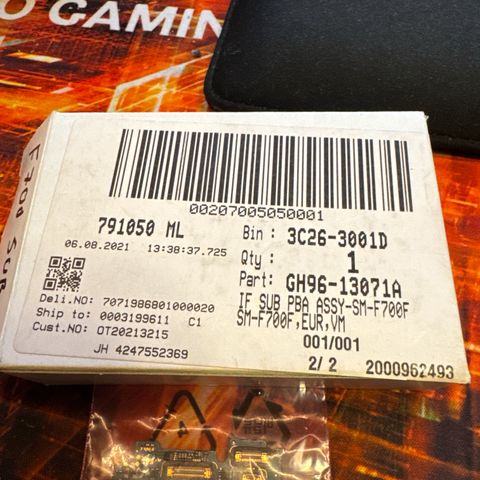 O GAMING
00207005050001
791050 ML
06.08.2021 13:38:37.725
Bin : 3C26-3001D
Qty : 1
Part: GH96-13071A
Deli.NO: 7071986801000020
Ship to: 0003199611 C1
Cust.NO: OT20213215
JH 4247552369
IF SUB PBA ASSY-SM-F700F
SM-F700F,EUR,VM
001/001
2/ 2 2000962493
F700 SUB